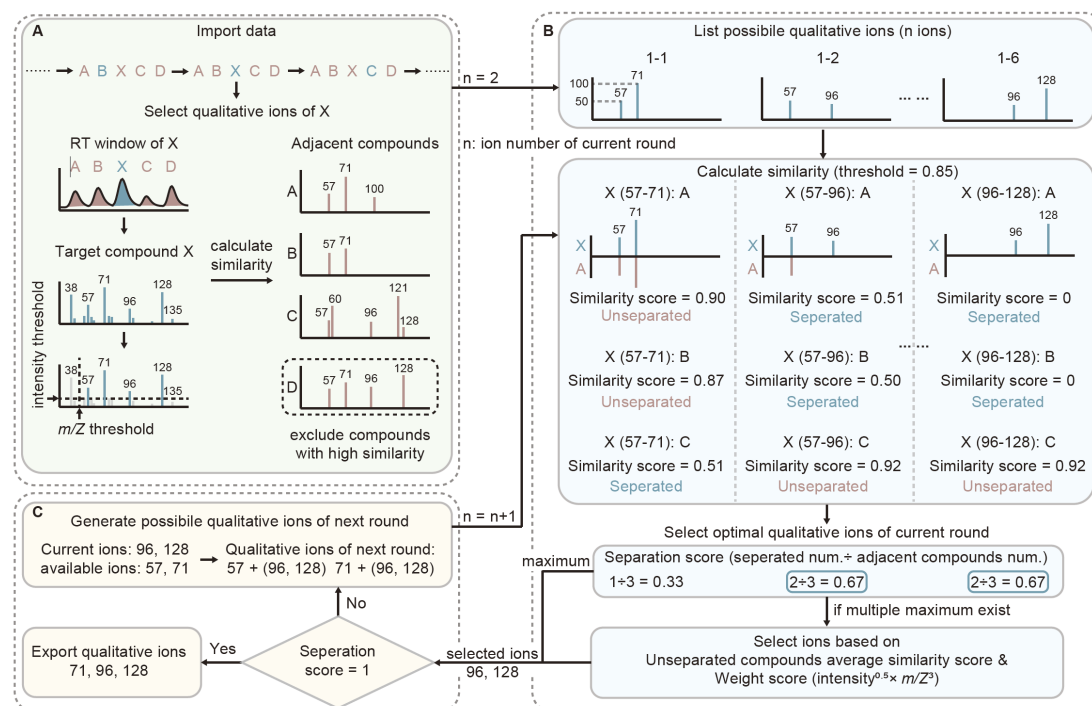 A
Import data
...... A B X C D A B X C D A B X C D ......
Select qualitative ions of X
RT window of X
A B X C D
Target compound X
38 57 71 96 128 135
intensity threshold
38 57 71 96 128 135
m/Z threshold
calculate
similarity
Adjacent compounds
A 57 71 100
B 57 71
C 57 60 96 121 128
D 57 71 96 128
exclude compounds
with high similarity
n = 2
n: ion number of current round
n = n+1
B
List possibile qualitative ions (n ions)
1-1 1-2 1-6
100 50 57 71
57 96
... ...
96 128
Calculate similarity (threshold = 0.85)
X (57-71): A X (57-96): A X (96-128): A
X A 57 71
X A 57 96
X A 96 128
Similarity score = 0.90 Similarity score = 0.51 Similarity score = 0
Unseparated Seperated Seperated
... ...
X (57-71): B X (57-96): B X (96-128): B
Similarity score = 0.87 Similarity score = 0.50 Similarity score = 0
Unseparated Seperated Seperated
X (57-71): C X (57-96): C X (96-128): C
Similarity score = 0.51 Similarity score = 0.92 Similarity score = 0.92
Seperated Unseparated Unseparated
Select optimal qualitative ions of current round
Separation score (seperated num.÷ adjacent compounds num.)
1÷3 = 0.33 2÷3 = 0.67 2÷3 = 0.67
maximum
if multiple maximum exist
Select ions based on
Unseparated compounds average similarity score &
Weight score (intensity⁰·⁵× m/Z³)
selected ions
96, 128
C
Generate possibile qualitative ions of next round
Current ions: 96, 128
available ions: 57, 71
Qualitative ions of next round:
57 + (96, 128) 71 + (96, 128)
No
Seperation
score = 1
Yes
Export qualitative ions
71, 96, 128